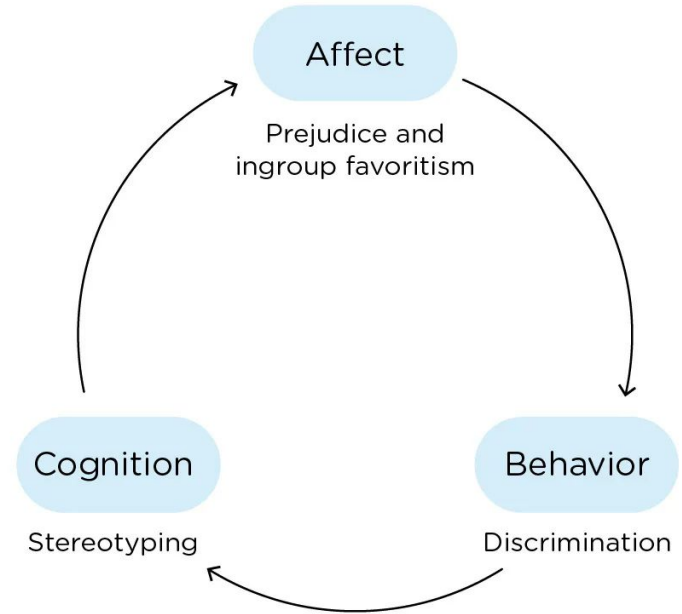 Affect
Prejudice and
ingroup favoritism
Cognition
Stereotyping
Behavior
Discrimination